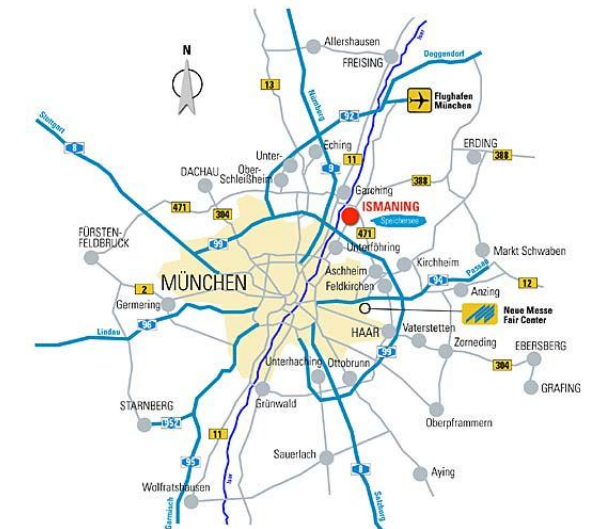 Allershausen
FREISING
Isar
Deggendorf
N
13
Nürnberg
92
Flughafen
München
Stuttgart
8
Unter-
Eching
11
ERDING
388
DACHAU
Ober-
Schleißheim
9
388
Garching
471
304
ISMANING
Speichersee
471
99
FÜRSTEN-
FELDBRUCK
Unterföhring
Markt Schwaben
Aschheim
Kirchheim
Passau
94
MÜNCHEN
Feldkirchen
12
2
Anzing
Germering
Neue Messe
Fair Center
96
Lindau
HAAR
Vaterstetten
Zorneding
EBERSBERG
99
304
Unterhaching
Ottobrunn
GRAFING
STARNBERG
Grünwald
Oberpframmern
952
11
95
Sauerlach
8
Aying
Wolfratshausen
Isar
Garmisch
Salzburg